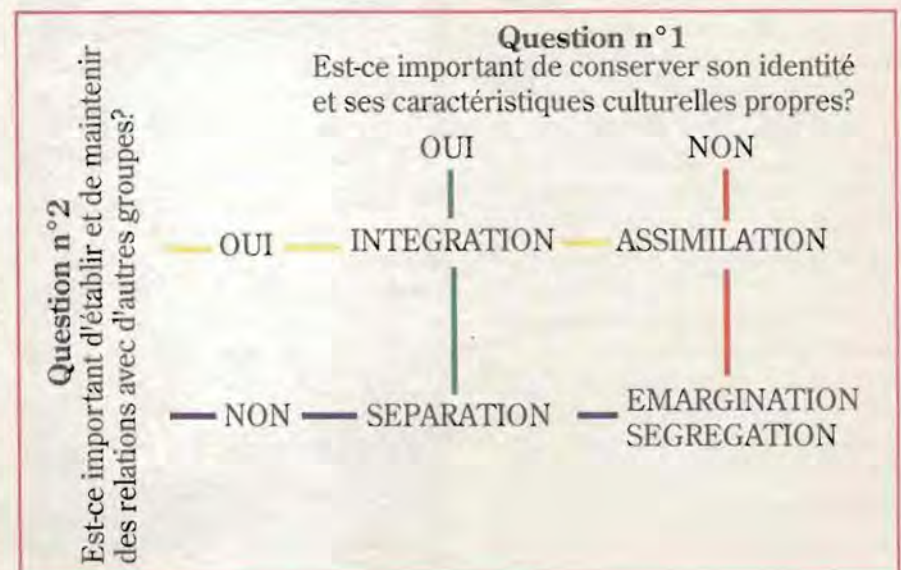 Question n°1
Est-ce important de conserver son identité
et ses caractéristiques culturelles propres?
Question n°2
Est-ce important d'établir et de maintenir
des relations avec d'autres groupes?
OUI NON
OUI INTEGRATION ASSIMILATION
NON SEPARATION EMARGINATION
SEGREGATION